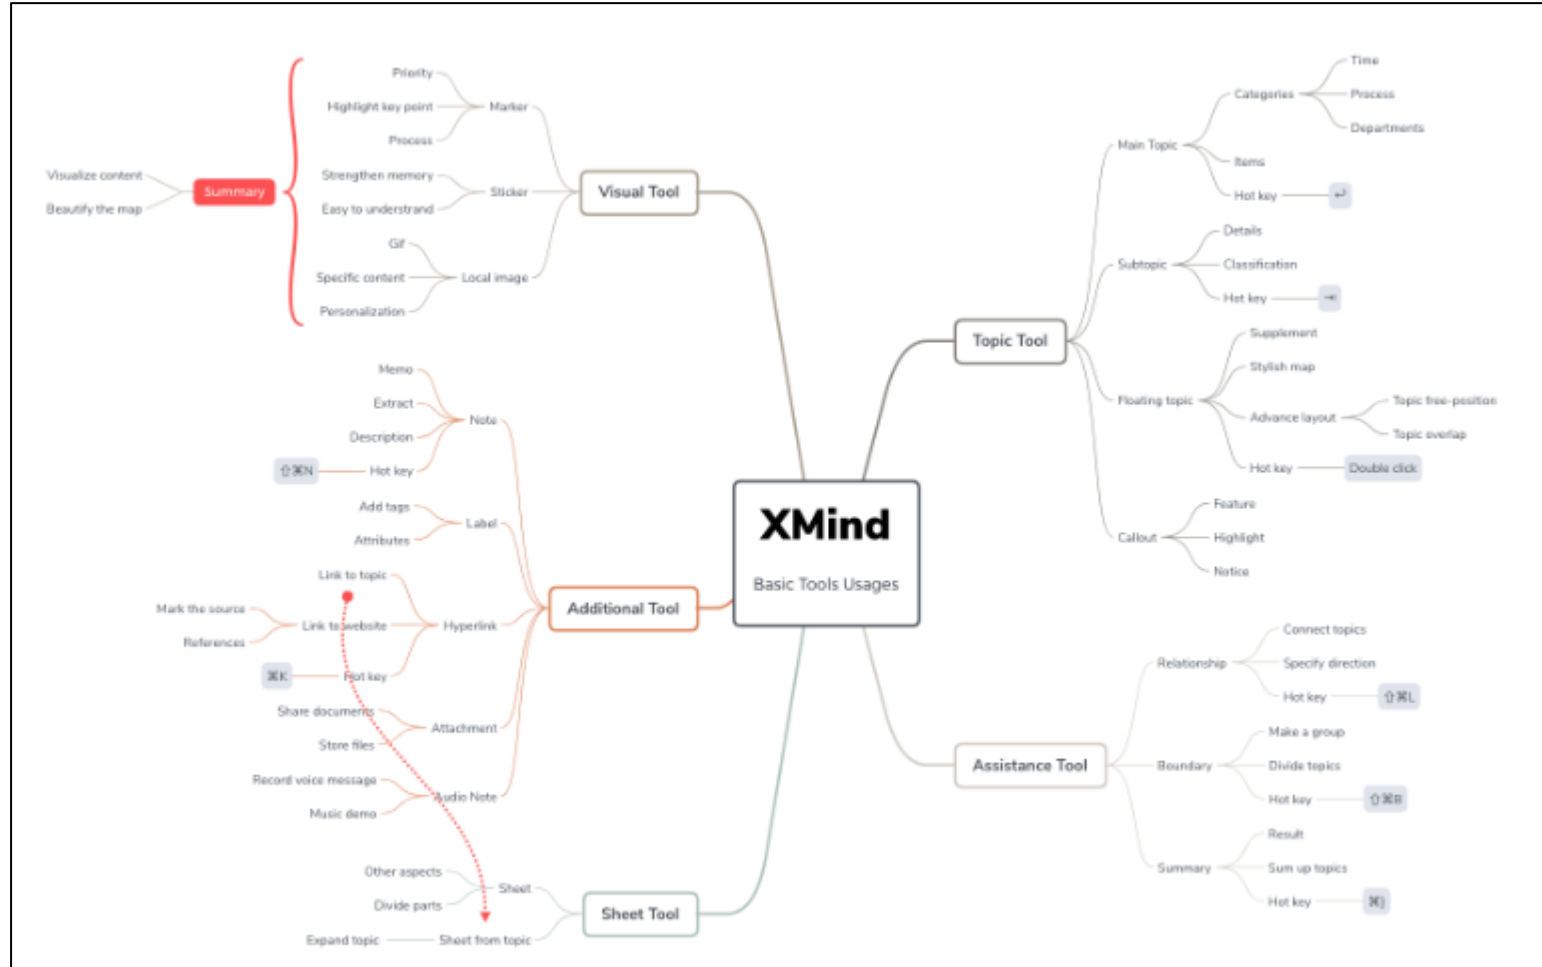 XMind
Basic Tools Usages
Visual Tool
Marker
Priority
Highlight key point
Process
Sticker
Strengthen memory
Easy to understrand
Local image
Gif
Specific content
Personalization
Summary
Visualize content
Beautify the map
Topic Tool
Main Topic
Categories
Time
Process
Departments
Items
Hot key
↩
Subtopic
Details
Classification
Hot key
Floating topic
Supplement
Stylish map
Advance layout
Topic free-position
Topic overlap
Hot key
Double click
Callout
Feature
Highlight
Notice
Additional Tool
Note
Memo
Extract
Description
Hot key
⇧⌘N
Label
Add tags
Attributes
Hyperlink
Link to topic
Link to website
Mark the source
References
Hot key
⌘K
Attachment
Share documents
Store files
Audio Note
Record voice message
Music demo
Assistance Tool
Relationship
Connect topics
Specify direction
Hot key
⇧⌘L
Boundary
Make a group
Divide topics
Hot key
⇧⌘B
Summary
Result
Sum up topics
Hot key
⌘]
Sheet Tool
Sheet
Other aspects
Divide parts
Sheet from topic
Expand topic